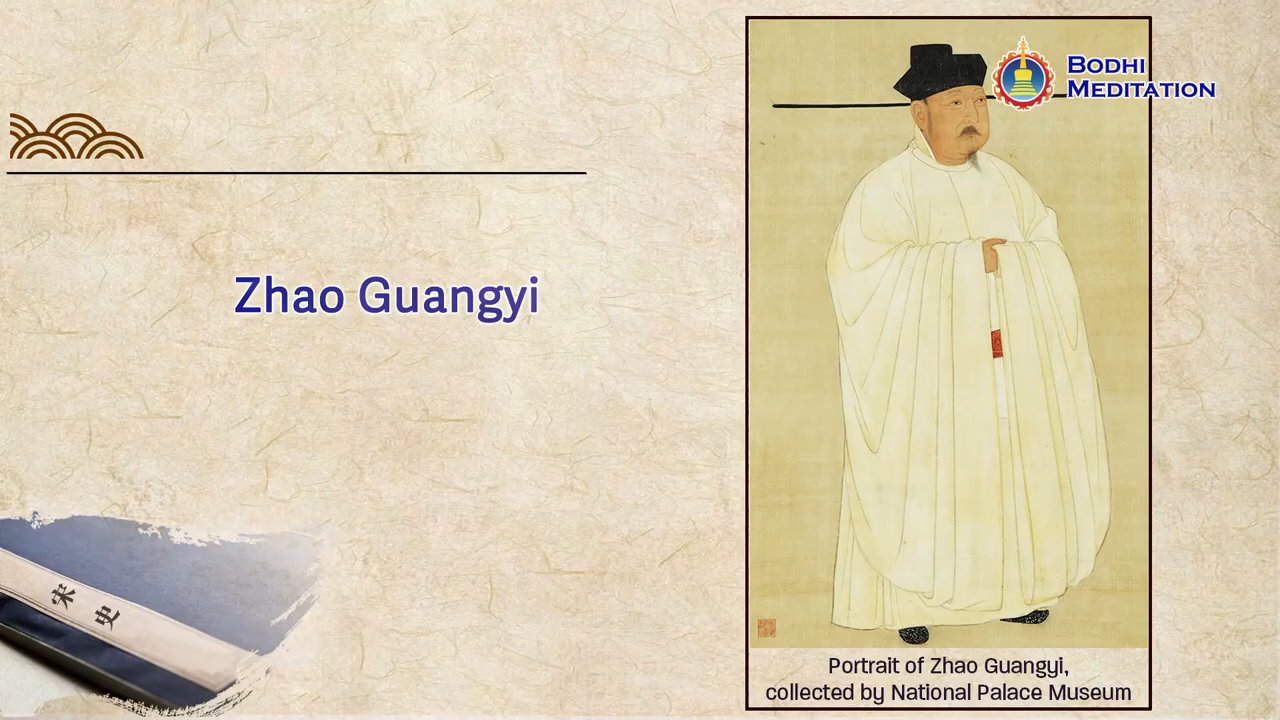 BODHI
MEDITATION
Zhao Guangyi
宋史
Portrait of Zhao Guangyi,
collected by National Palace Museum